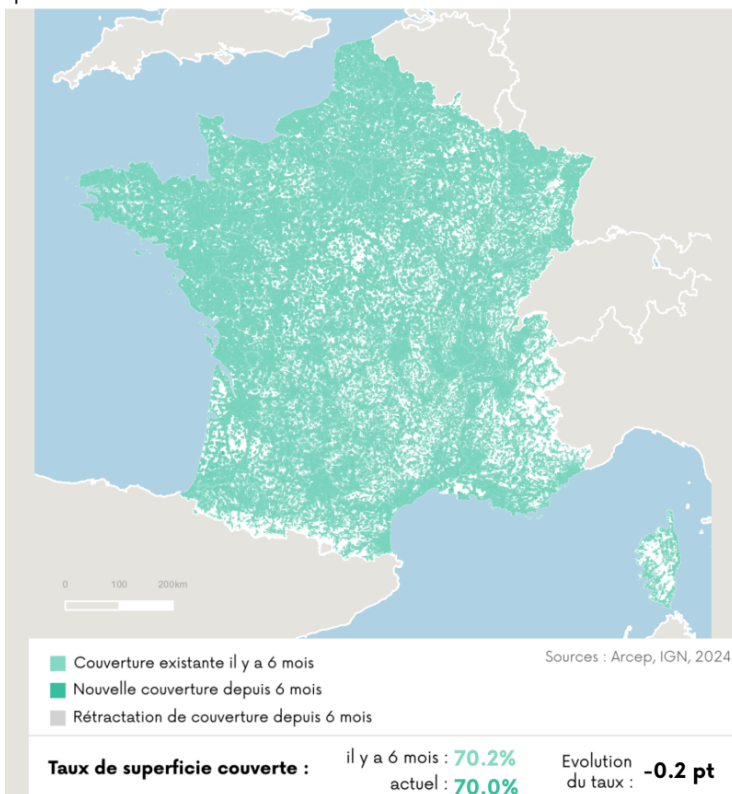 0 100 200km
Couverture existante il y a 6 mois
Sources : Arcep, IGN, 2024
Nouvelle couverture depuis 6 mois
Rétractation de couverture depuis 6 mois
Taux de superficie couverte :
il y a 6 mois : 70.2%
actuel : 70.0%
Evolution
du taux :
-0.2 pt